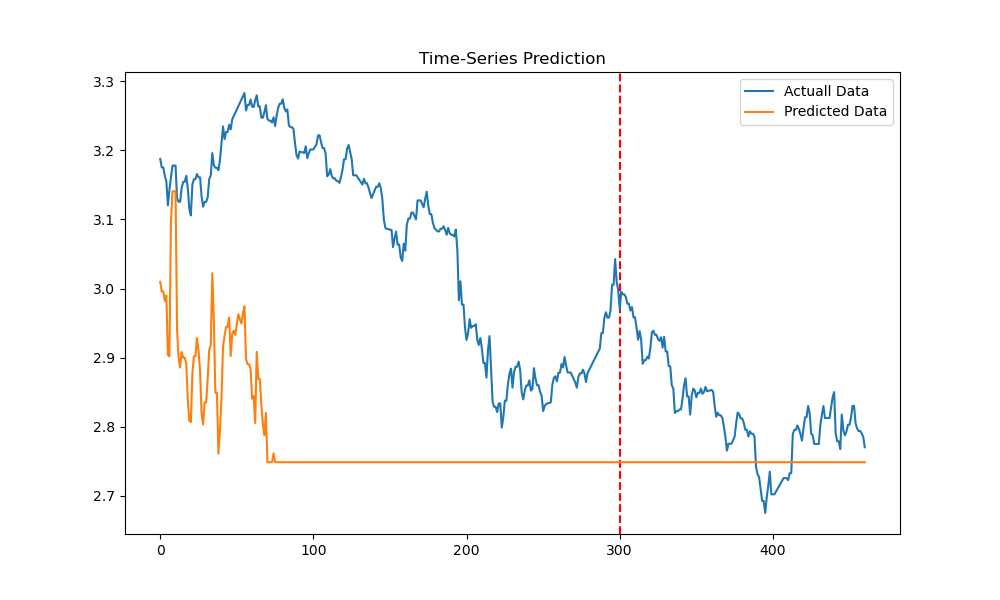 Time-Series Prediction
Actuall Data
Predicted Data
3.3
3.2
3.1
3.0
2.9
2.8
2.7
0 100 200 300 400